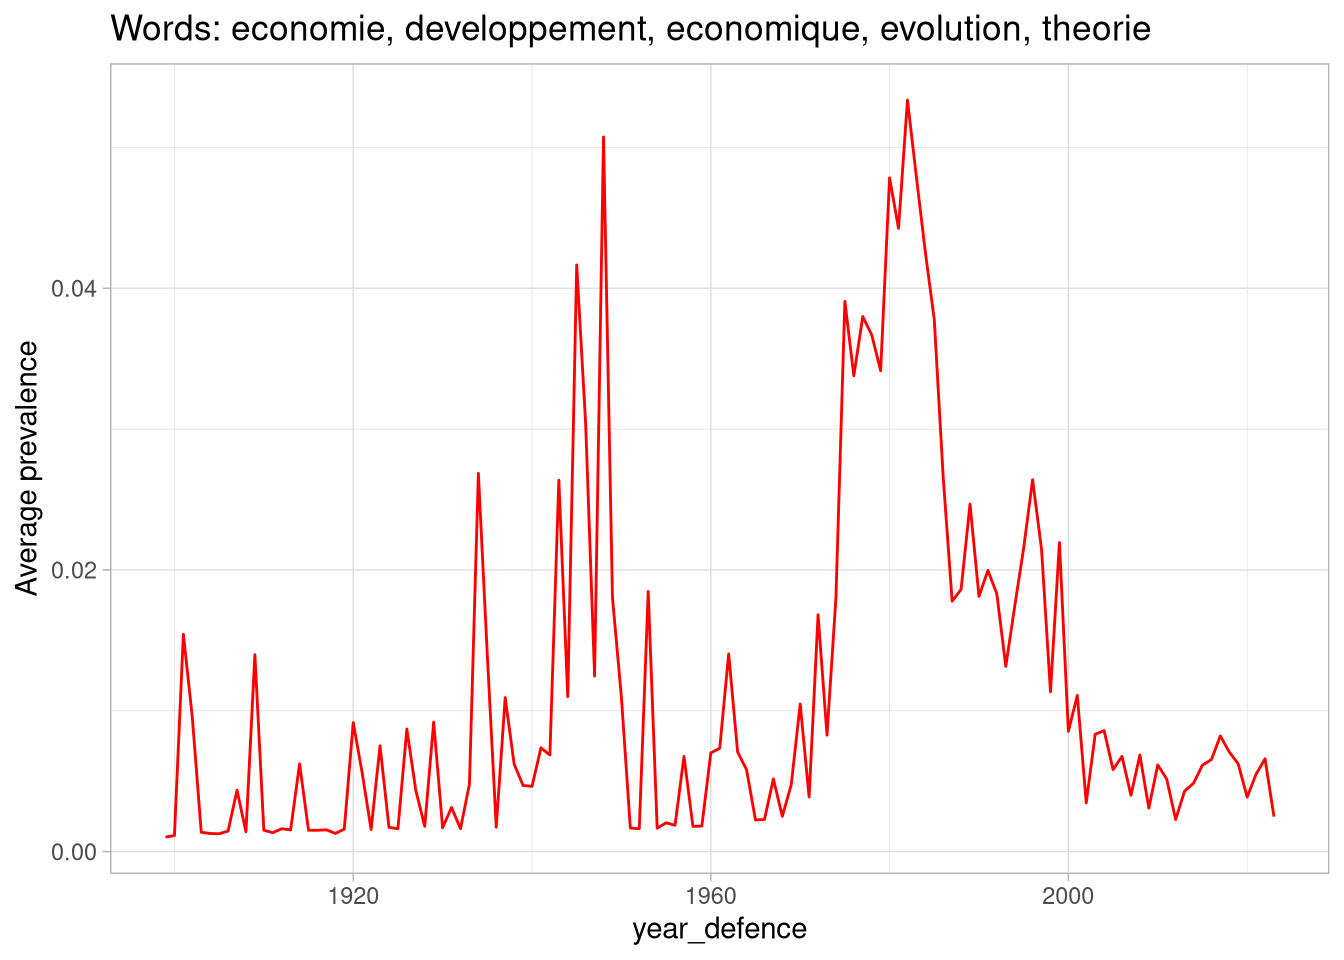 Words: economie, developpement, economique, evolution, theorie
Average prevalence
0.04
0.02
0.00
1920
1960
2000
year_defence